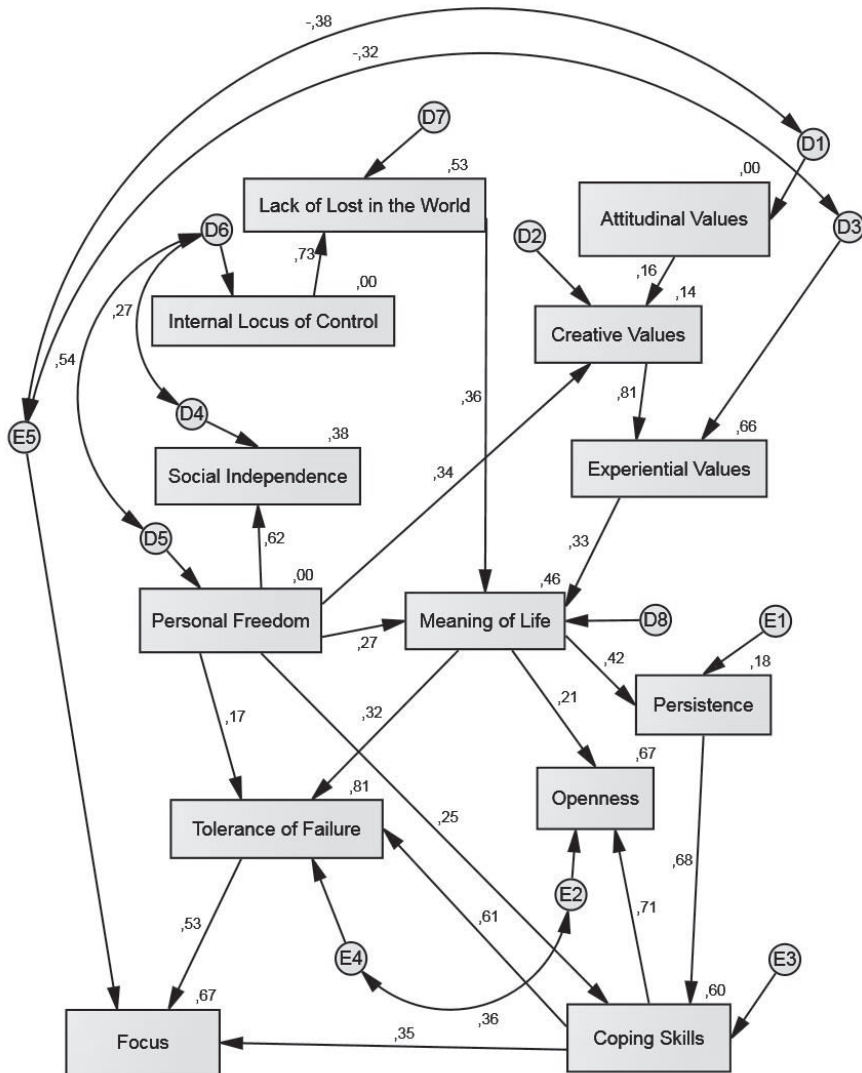 -,38
-,32
D7
D1
,53
,00
Lack of Lost in the World
Attitudinal Values
D6
D2
D3
,73
,16
,00
,14
,27
Internal Locus of Control
Creative Values
,54
,36
,81
D4
E5
,38
,66
Social Independence
,34
Experiential Values
D5
,62
,33
,00
,46
Personal Freedom
Meaning of Life
D8
E1
,27
,42
,18
,17
,32
,21
Persistence
,67
,81
Openness
Tolerance of Failure
,25
,68
E2
,53
,61
,71
E4
E3
,67
,36
,60
Focus
,35
Coping Skills